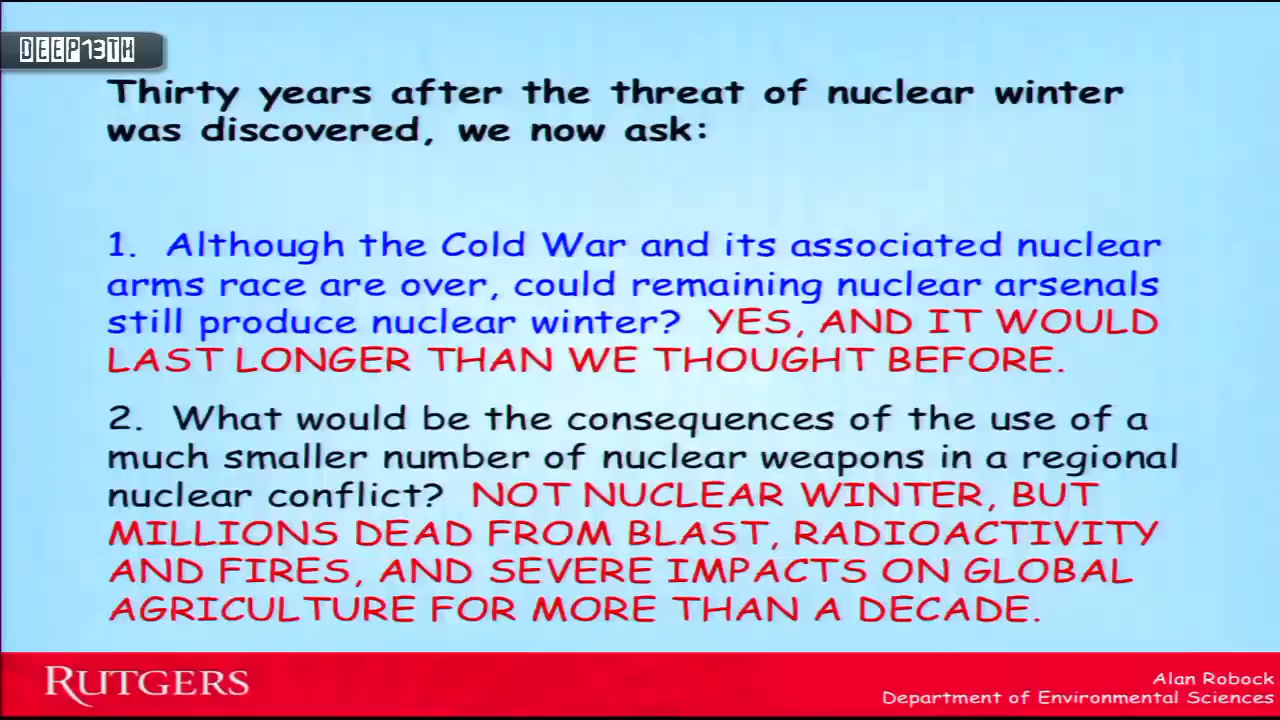 DEEP13TH
Thirty years after the threat of nuclear winter
was discovered, we now ask:
1. Although the Cold War and its associated nuclear
arms race are over, could remaining nuclear arsenals
still produce nuclear winter? YES, AND IT WOULD
LAST LONGER THAN WE THOUGHT BEFORE.
2. What would be the consequences of the use of a
much smaller number of nuclear weapons in a regional
nuclear conflict? NOT NUCLEAR WINTER, BUT
MILLIONS DEAD FROM BLAST, RADIOACTIVITY
AND FIRES, AND SEVERE IMPACTS ON GLOBAL
AGRICULTURE FOR MORE THAN A DECADE.
RUTGERS
Alan Robock
Department of Environmental Sciences